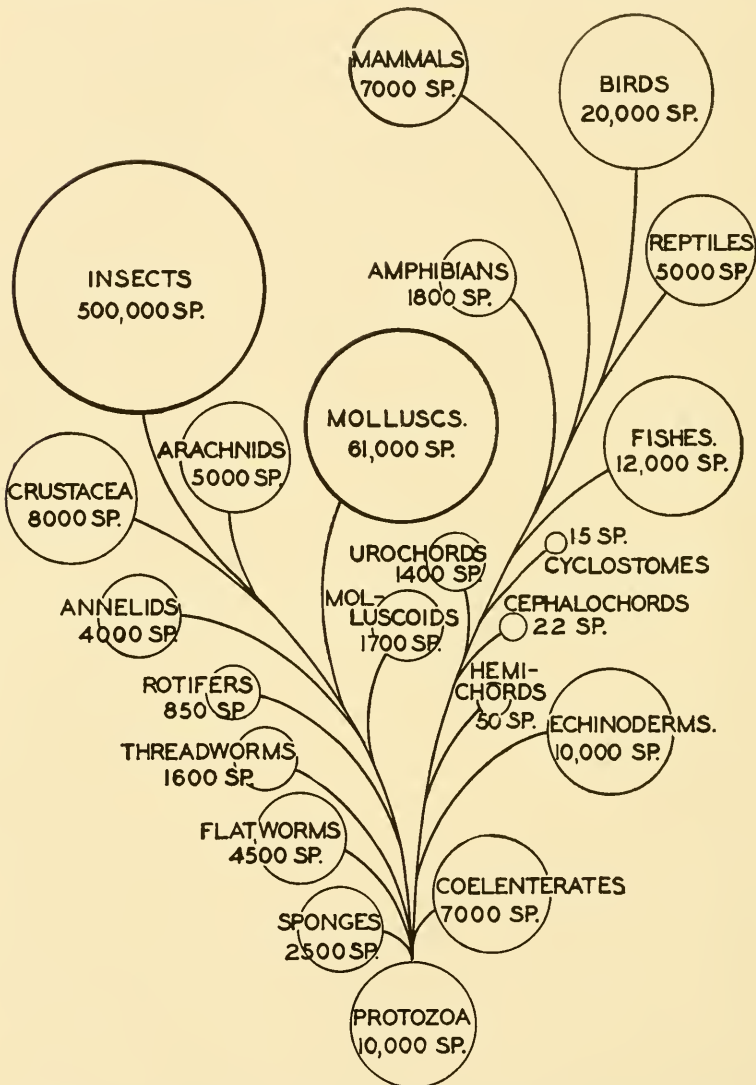 MAMMALS
7000 SP.
BIRDS
20,000 SP.
REPTILES
5000 SP.
AMPHIBIANS
1800 SP.
INSECTS
500,000 SP.
MOLLUSCS.
61,000 SP.
FISHES.
12,000 SP.
ARACHNIDS
5000 SP.
CRUSTACEA
8000 SP.
UROCHORDS
1400 SP.
15 SP.
CYCLOSTOMES
ANNELIDS
4000 SP.
MOL-
LUSCOIDS
1700 SP.
CEPHALOCHORDS
22 SP.
ROTIFERS
850 SP
HEMI-
CHORDS
50 SP.
ECHINODERMS.
10,000 SP.
THREADWORMS
1600 SP.
FLATWORMS
4500 SP.
COELENTERATES
7000 SP.
SPONGES
2500 SP.
PROTOZOA
10,000 SP.